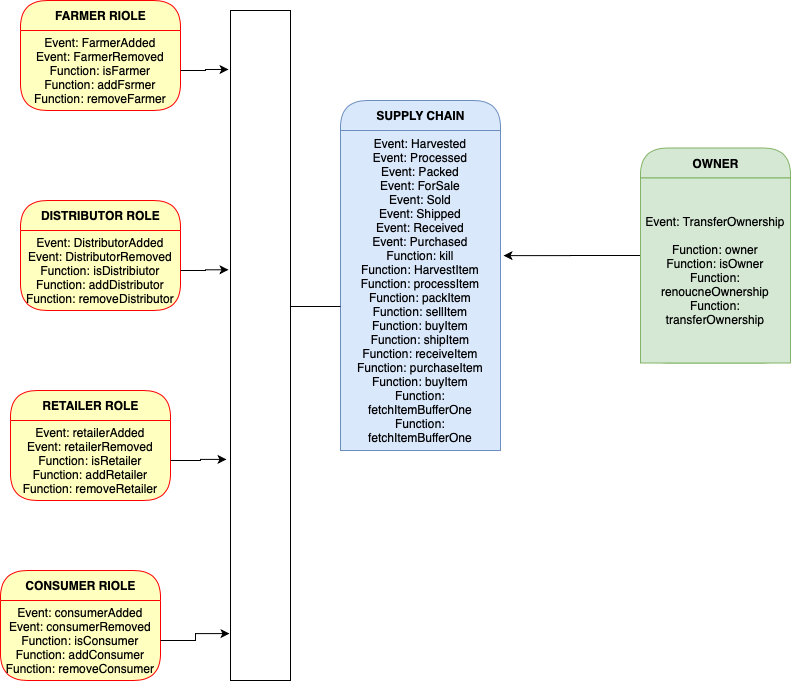 FARMER RIOLE
Event: FarmerAdded
Event: FarmerRemoved
Function: isFarmer
Function: addFsrmer
Function: removeFarmer
DISTRIBUTOR ROLE
Event: DistributorAdded
Event: DistributorRemoved
Function: isDistribiutor
Function: addDistributor
Function: removeDistributor
RETAILER ROLE
Event: retailerAdded
Event: retailerRemoved
Function: isRetailer
Function: addRetailer
Function: removeRetailer
CONSUMER RIOLE
Event: consumerAdded
Event: consumerRemoved
Function: isConsumer
Function: addConsumer
Function: removeConsumer
SUPPLY CHAIN
Event: Harvested
Event: Processed
Event: Packed
Event: ForSale
Event: Sold
Event: Shipped
Event: Received
Event: Purchased
Function: kill
Function: HarvestItem
Function: processItem
Function: packItem
Function: sellItem
Function: buyItem
Function: shipItem
Function: receiveItem
Function: purchaseItem
Function: buyItem
Function:
fetchItemBufferOne
Function:
fetchItemBufferOne
OWNER
Event: TransferOwnership
Function: owner
Function: isOwner
Function:
renoucneOwnership
Function:
transferOwnership